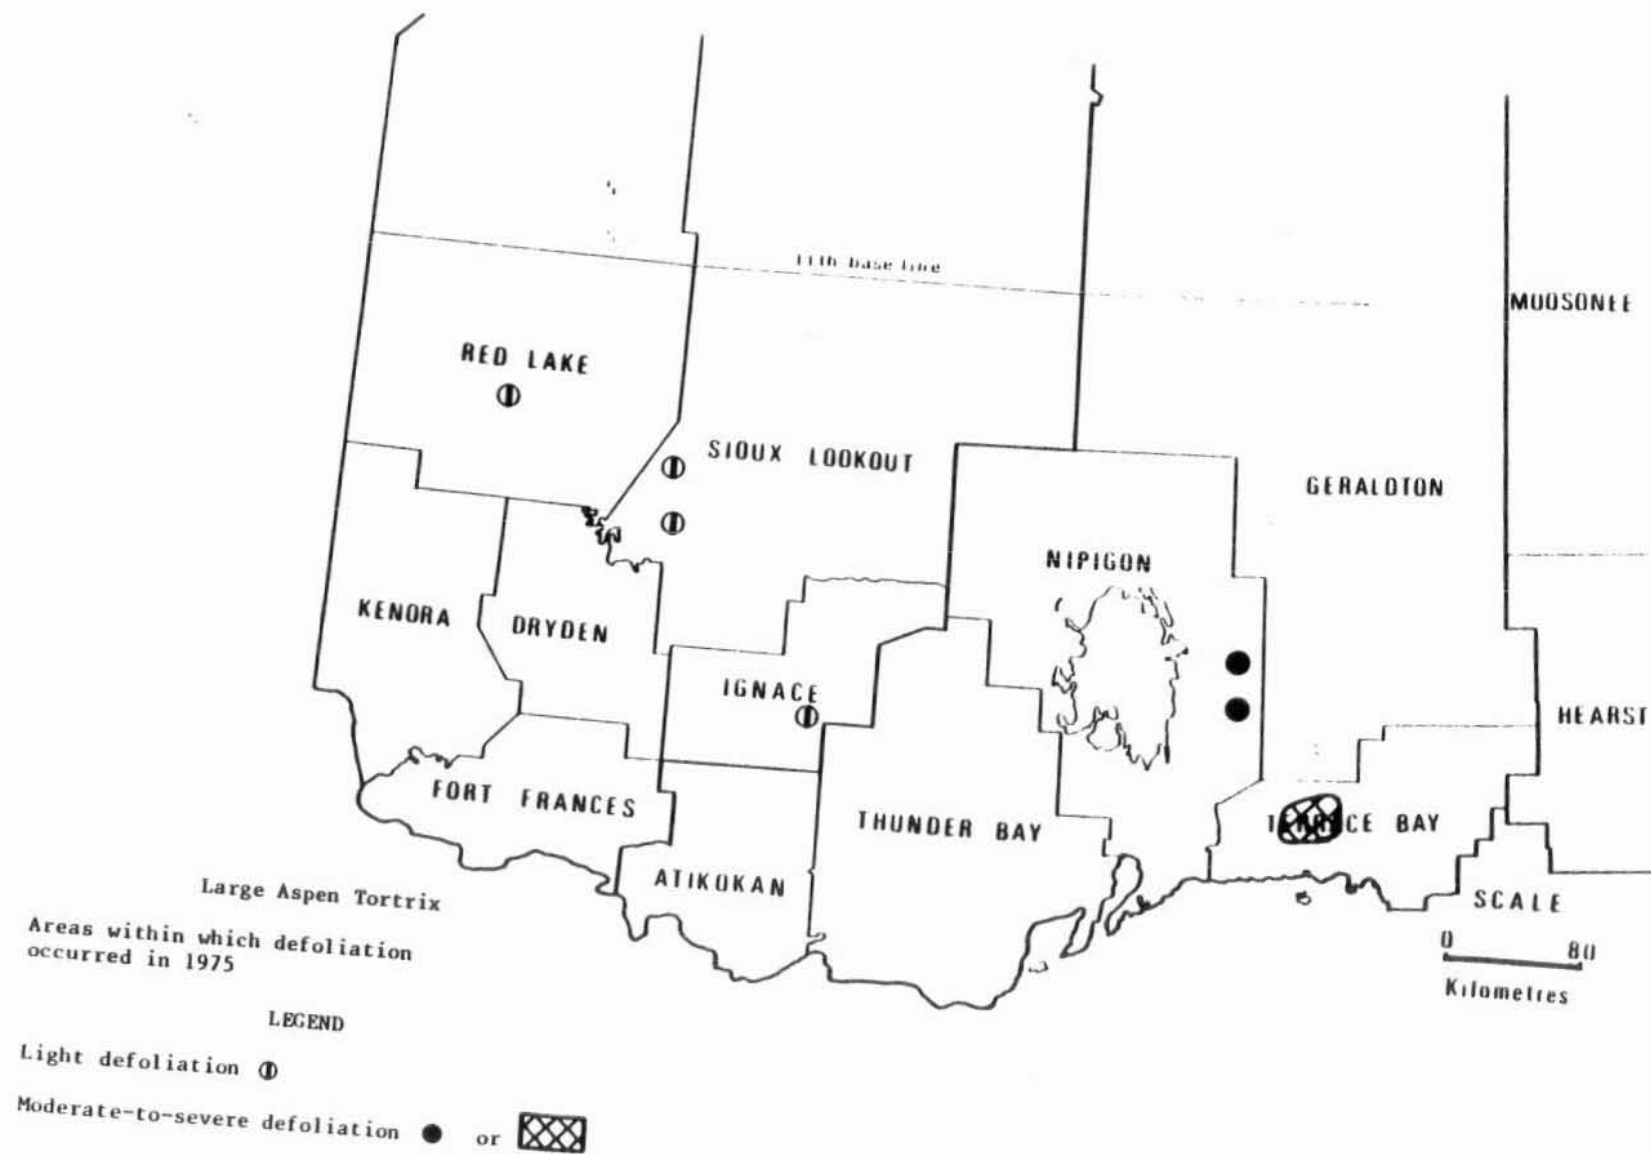 11th base line
MOOSONEE
RED LAKE
SIOUX LOOKOUT
GERALDTON
NIPIGON
KENORA
DRYDEN
IGNACE
HEARST
FORT FRANCES
THUNDER BAY
TERRACE BAY
ATIKOKAN
SCALE
0 80
Kilometres
Large Aspen Tortrix
Areas within which defoliation
occurred in 1975
LEGEND
Light defoliation
Moderate-to-severe defoliation or